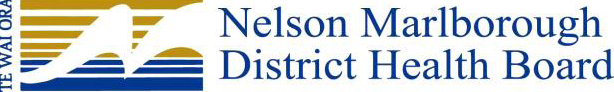 TE WAI ORA
Nelson Marlborough
District Health Board